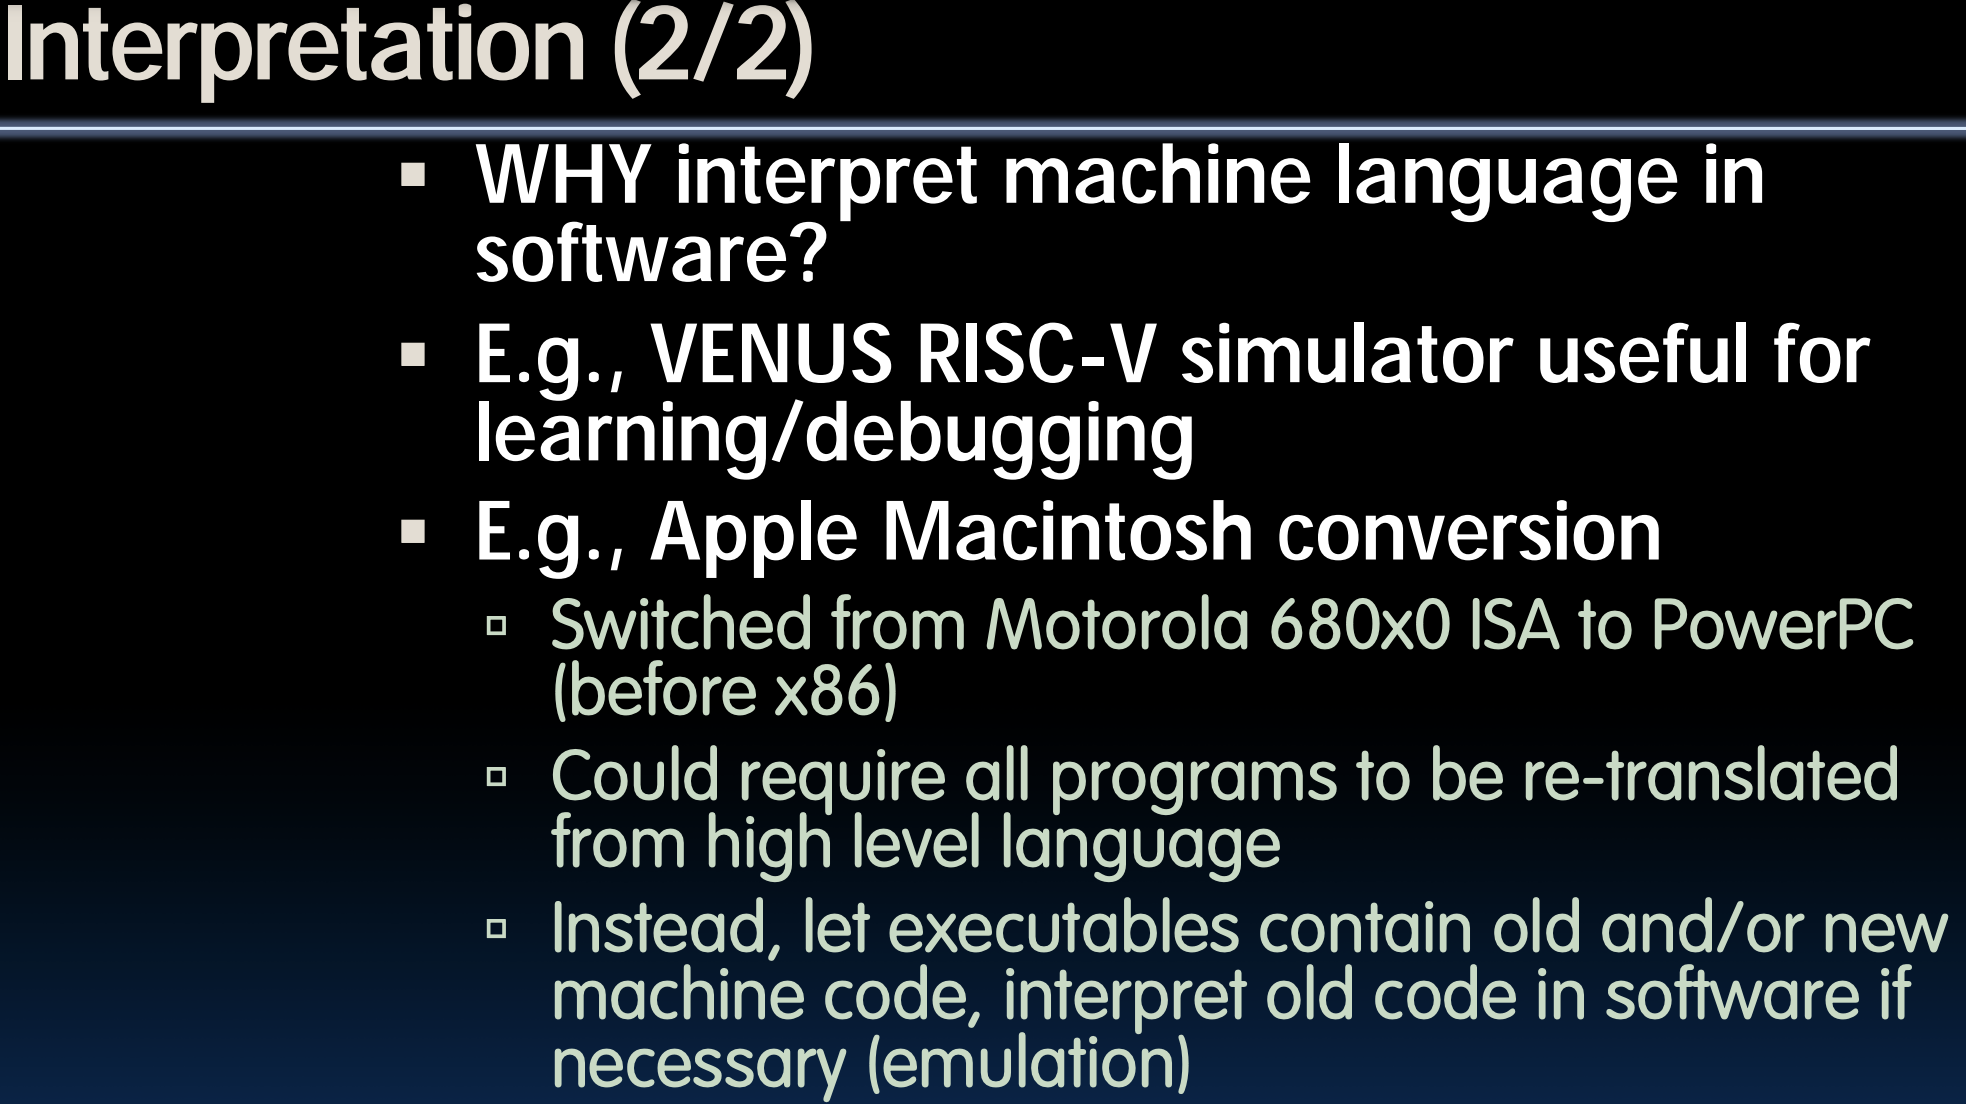 Interpretation (2/2)
WHY interpret machine language in
software?
E.g., VENUS RISC-V simulator useful for
learning/debugging
E.g., Apple Macintosh conversion
Switched from Motorola 680x0 ISA to PowerPC
(before x86)
Could require all programs to be re-translated
from high level language
Instead, let executables contain old and/or new
machine code, interpret old code in software if
necessary (emulation)